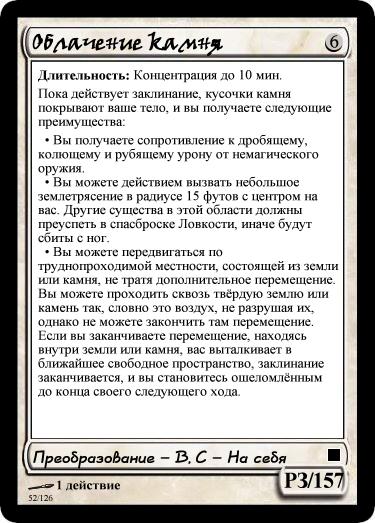 Облачение камня 6
Длительность: Концентрация до 10 мин.
Пока действует заклинание, кусочки камня
покрывают ваше тело, и вы получаете следующие
преимущества:
• Вы получаете сопротивление к дробящему,
колющему и рубящему урону от немагического
оружия.
• Вы можете действием вызвать небольшое
землетрясение в радиусе 15 футов с центром на
вас. Другие существа в этой области должны
преуспеть в спасброске Ловкости, иначе будут
сбиты с ног.
• Вы можете передвигаться по
труднопроходимой местности, состоящей из земли
или камня, не тратя дополнительное перемещение.
Вы можете проходить сквозь твёрдую землю или
камень так, словно это воздух, не разрушая их,
однако не можете закончить там перемещение.
Если вы заканчиваете перемещение, находясь
внутри земли или камня, вас выталкивает в
ближайшее свободное пространство, заклинание
заканчивается, и вы становитесь ошеломлённым
до конца своего следующего хода.
Преобразование – В, С – На себя
P3/157
1 действие
52/126